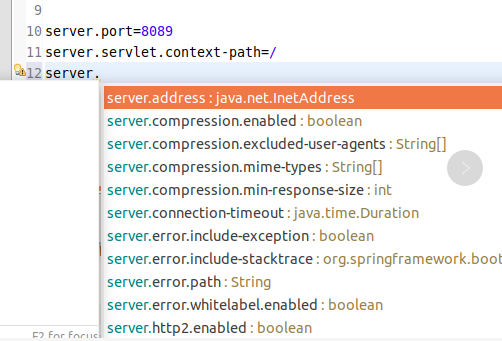 9
10 server.port=8089
11 server.servlet.context-path=/
12 server.
server.address : java.net.InetAddress
server.compression.enabled : boolean
server.compression.excluded-user-agents : String[]
server.compression.mime-types : String[]
server.compression.min-response-size : int
server.connection-timeout : java.time.Duration
server.error.include-exception : boolean
server.error.include-stacktrace : org.springframework.boot
server.error.path : String
server.error.whitelabel.enabled : boolean
server.http2.enabled : boolean
F2 for focus